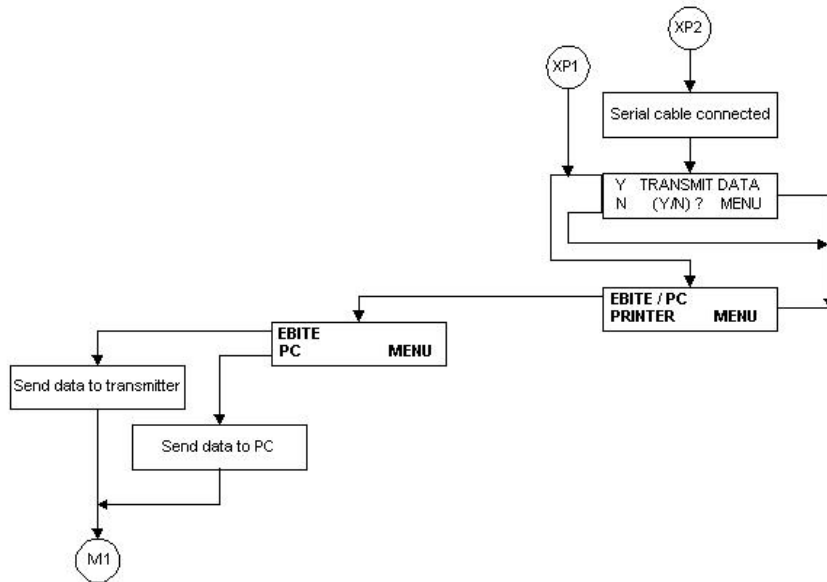 XP2
XP1
Serial cable connected
Y TRANSMIT DATA
N (Y/N) ? MENU
EBITE / PC
PRINTER MENU
EBITE
PC MENU
Send data to transmitter
Send data to PC
M1